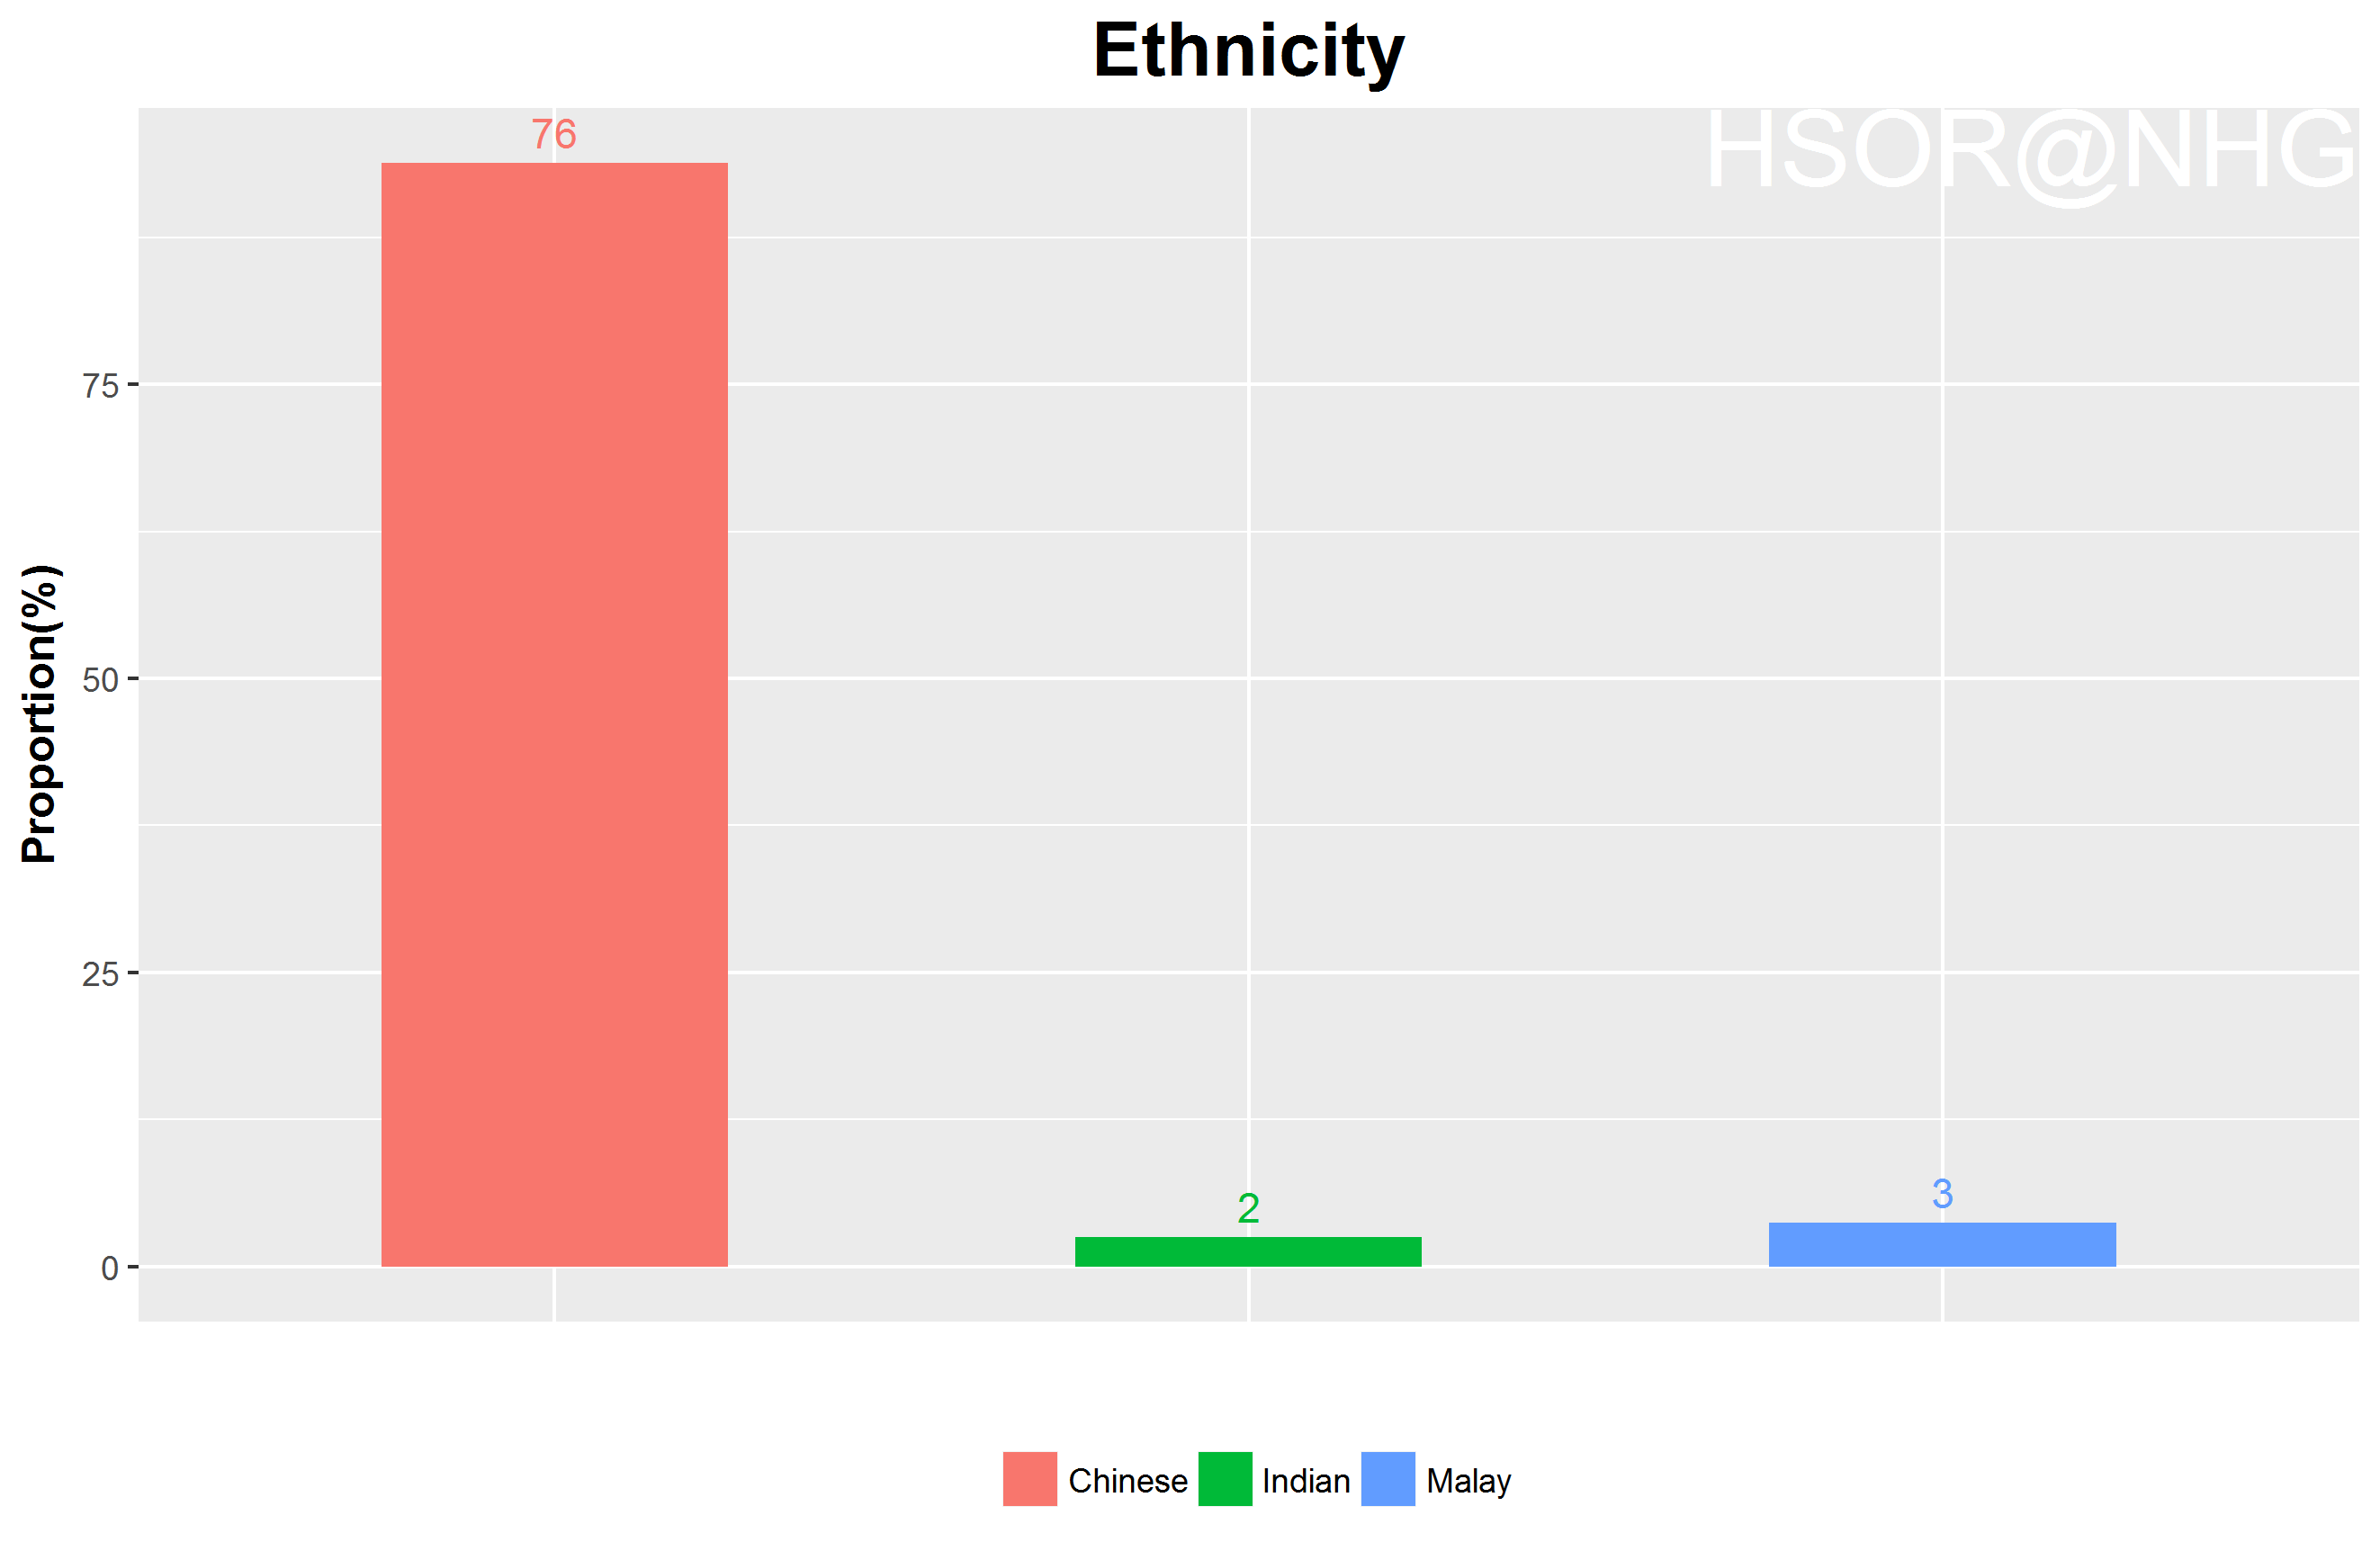 Ethnicity
HSOR@NHG
76
75
50
25
0
Proportion(%)
2
3
Chinese Indian Malay